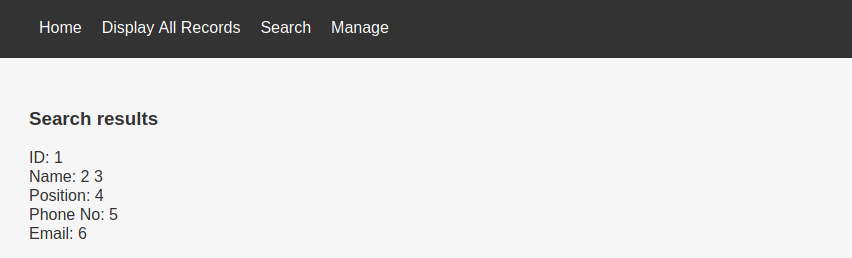 Home Display All Records Search Manage
Search results
ID: 1
Name: 2 3
Position: 4
Phone No: 5
Email: 6